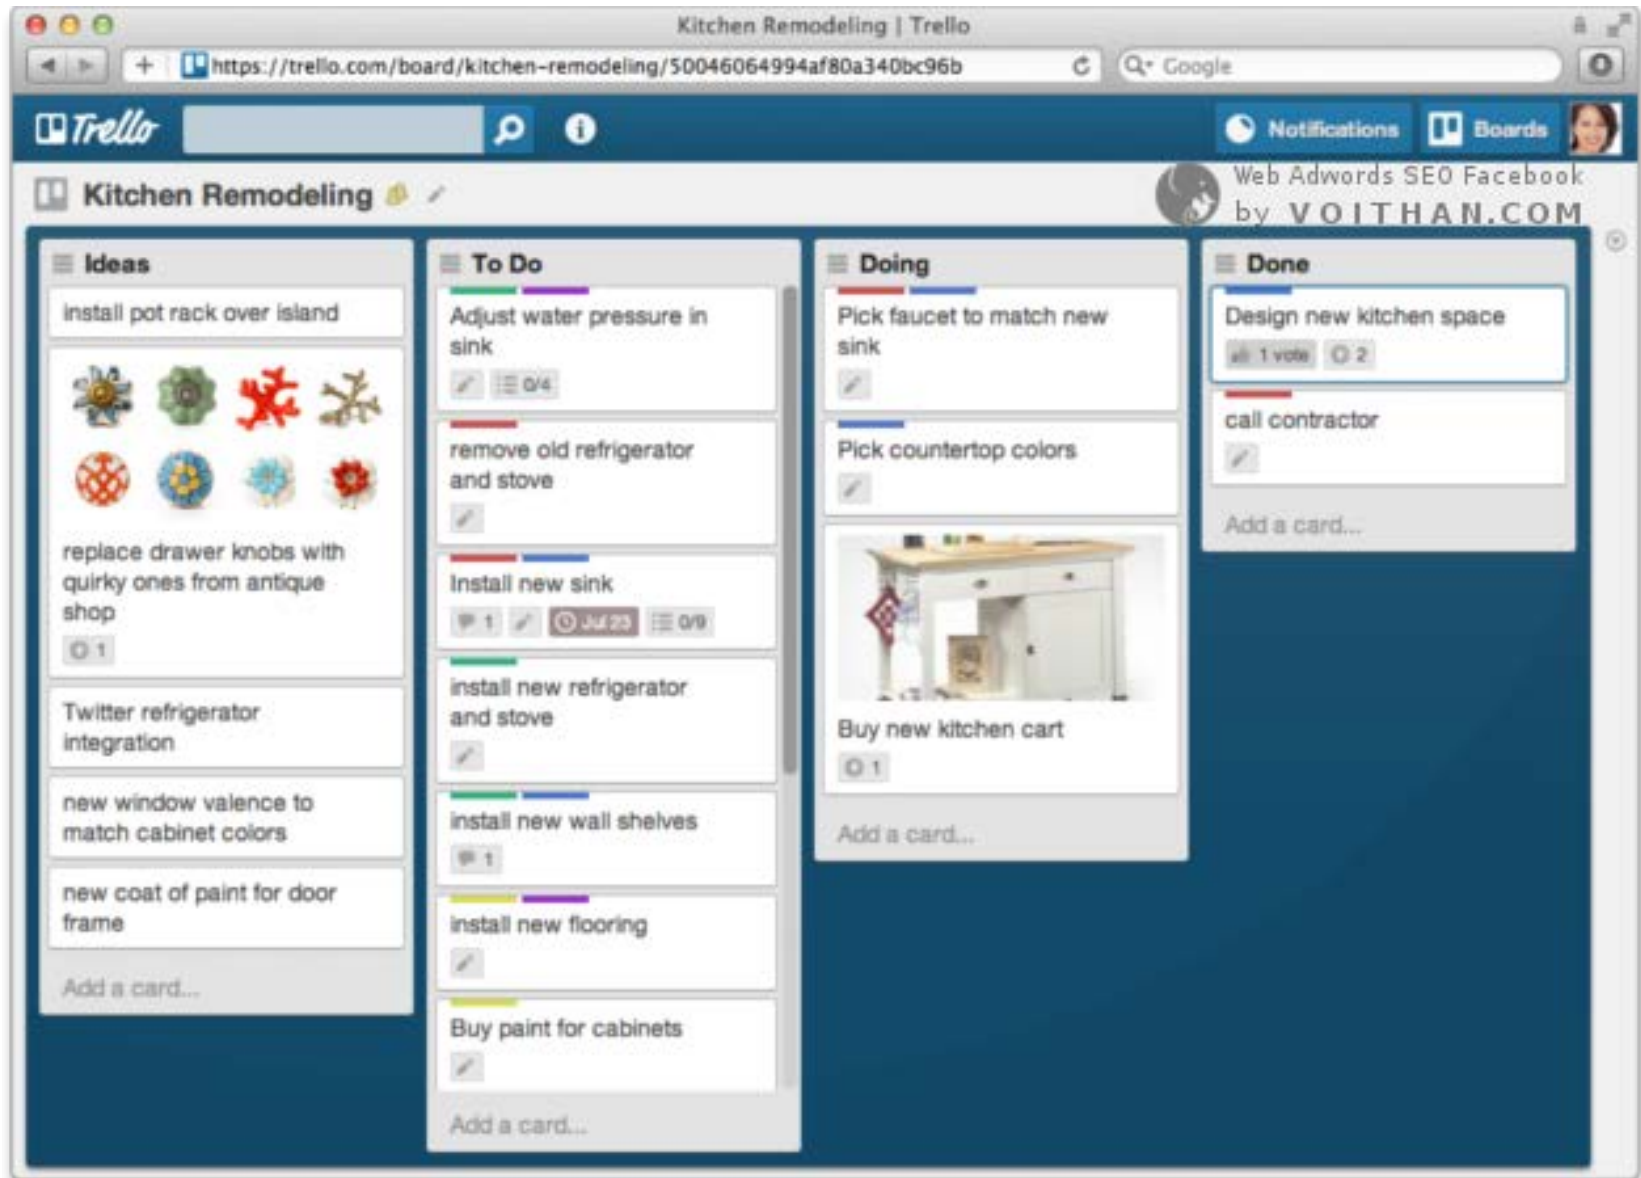 Kitchen Remodeling | Trello
https://trello.com/board/kitchen-remodeling/50046064994af80a340bc96b
Google
Trello
Notifications
Boards
Web Adwords SEO Facebook
by VOITHAN.COM
Kitchen Remodeling
Ideas
install pot rack over island
replace drawer knobs with
quirky ones from antique
shop
1
Twitter refrigerator
integration
new window valence to
match cabinet colors
new coat of paint for door
frame
Add a card...
To Do
Adjust water pressure in
sink
0/4
remove old refrigerator
and stove
Install new sink
1 Jul 23 0/9
install new refrigerator
and stove
install new wall shelves
1
install new flooring
Buy paint for cabinets
Add a card...
Doing
Pick faucet to match new
sink
Pick countertop colors
Buy new kitchen cart
1
Add a card...
Done
Design new kitchen space
1 vote 2
call contractor
Add a card...